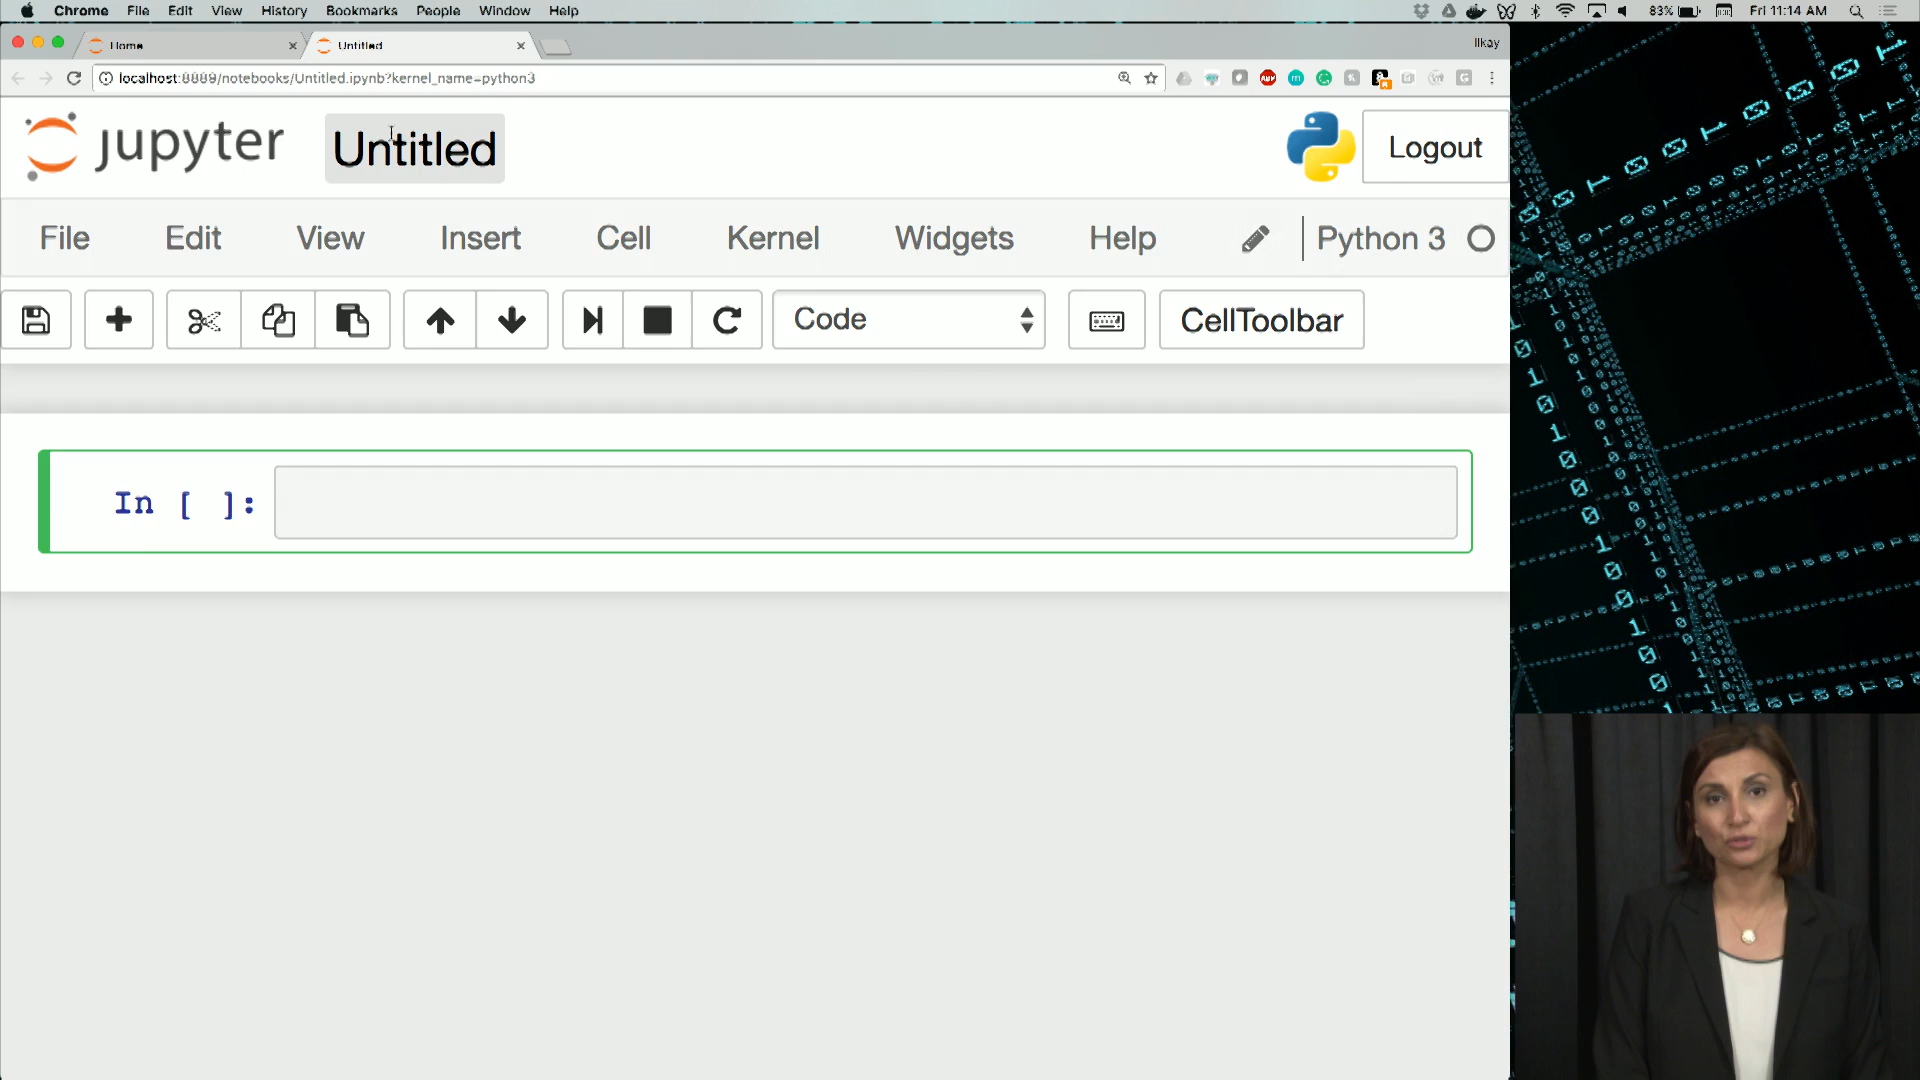 Chrome File Edit View History Bookmarks People Window Help 83% Fri 11:14 AM
Home Untitled Ilkay
localhost:8889/notebooks/Untitled.ipynb?kernel_name=python3
jupyter Untitled Logout
File Edit View Insert Cell Kernel Widgets Help Python 3
Code CellToolbar
In [ ]: